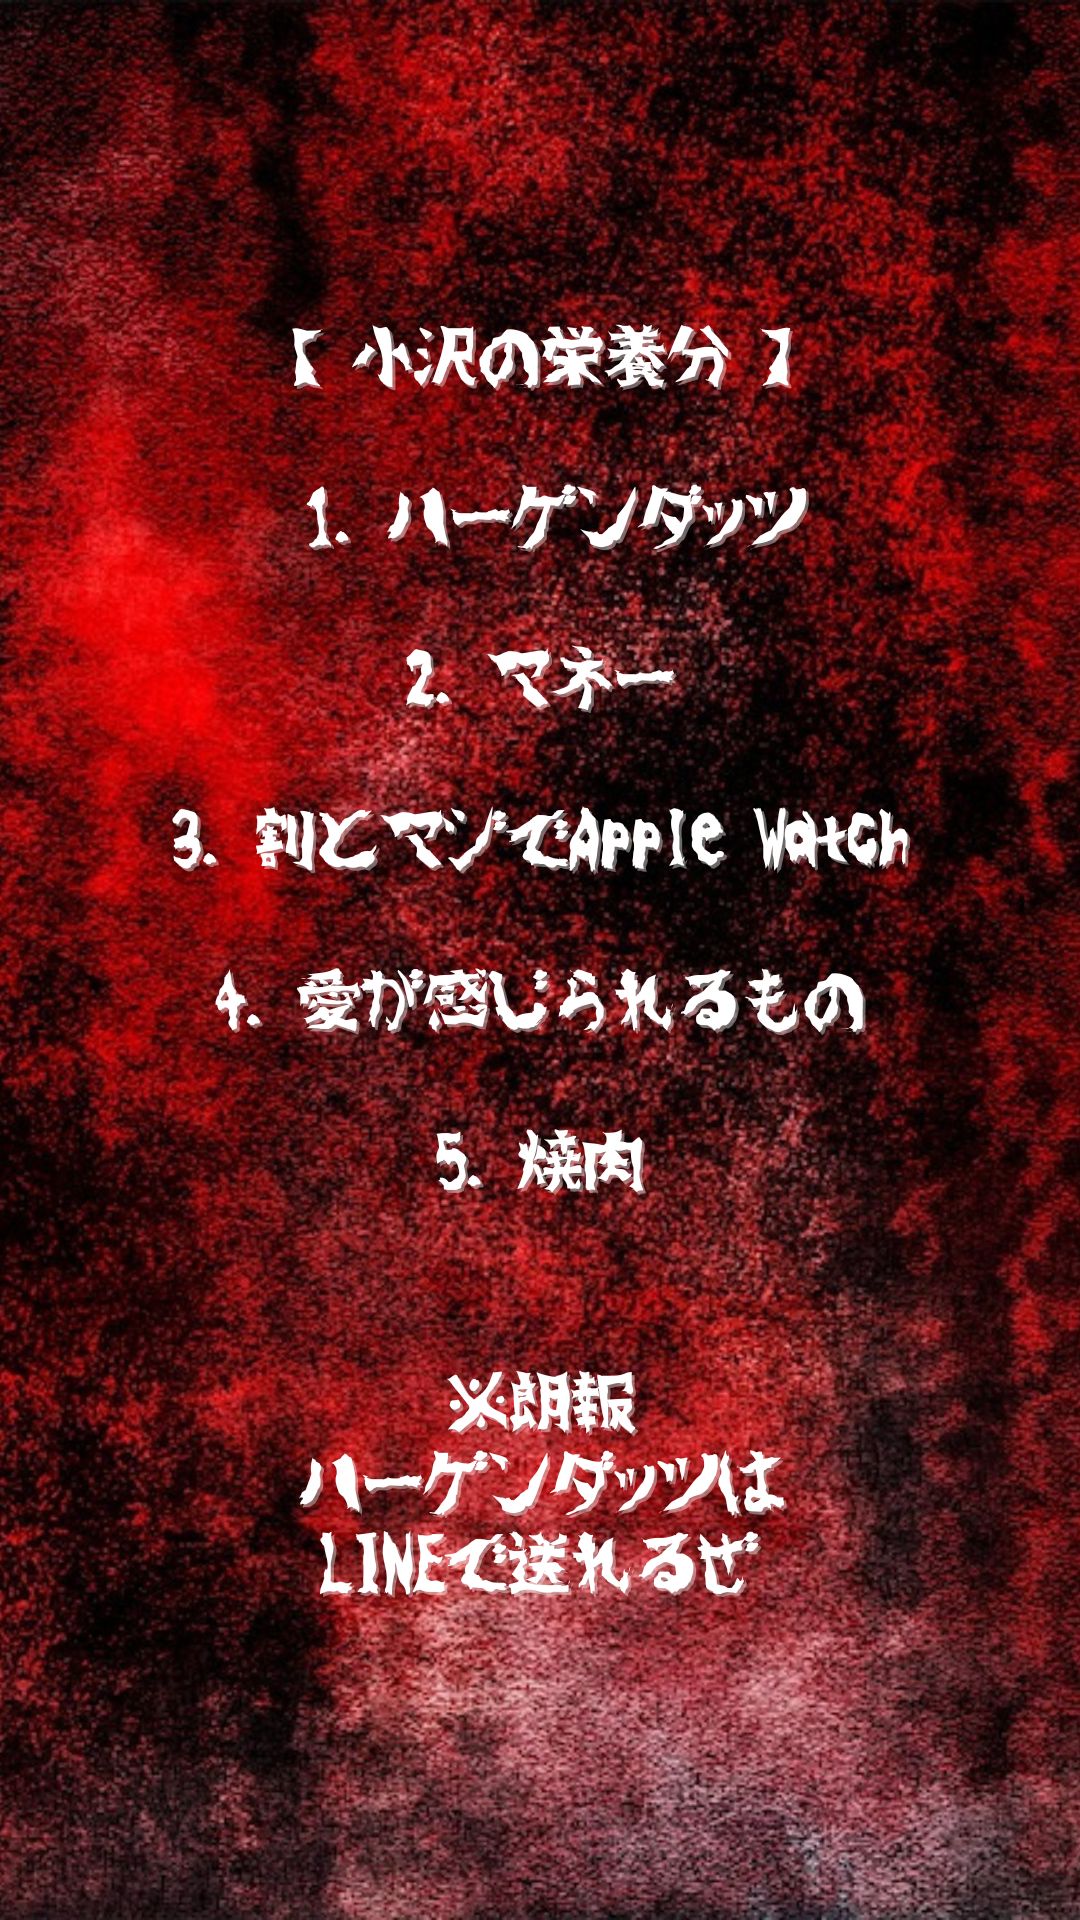 【 小沢の栄養分 】
1. ハーゲンダッツ
2. マネー
3. 割とマジでApple Watch
4. 愛が感じられるもの
5. 焼肉
※朗報
ハーゲンダッツは
LINEで送れるぜ